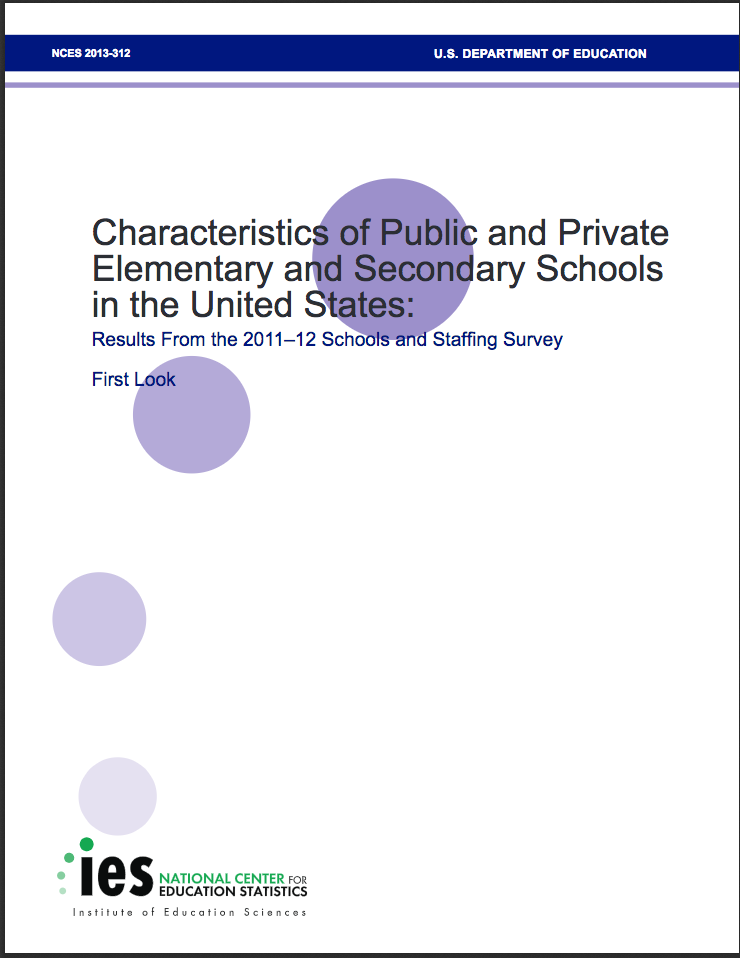 NCES 2013-312 U.S. DEPARTMENT OF EDUCATION
Characteristics of Public and Private
Elementary and Secondary Schools
in the United States:
Results From the 2011–12 Schools and Staffing Survey
First Look
ies NATIONAL CENTER FOR
EDUCATION STATISTICS
Institute of Education Sciences